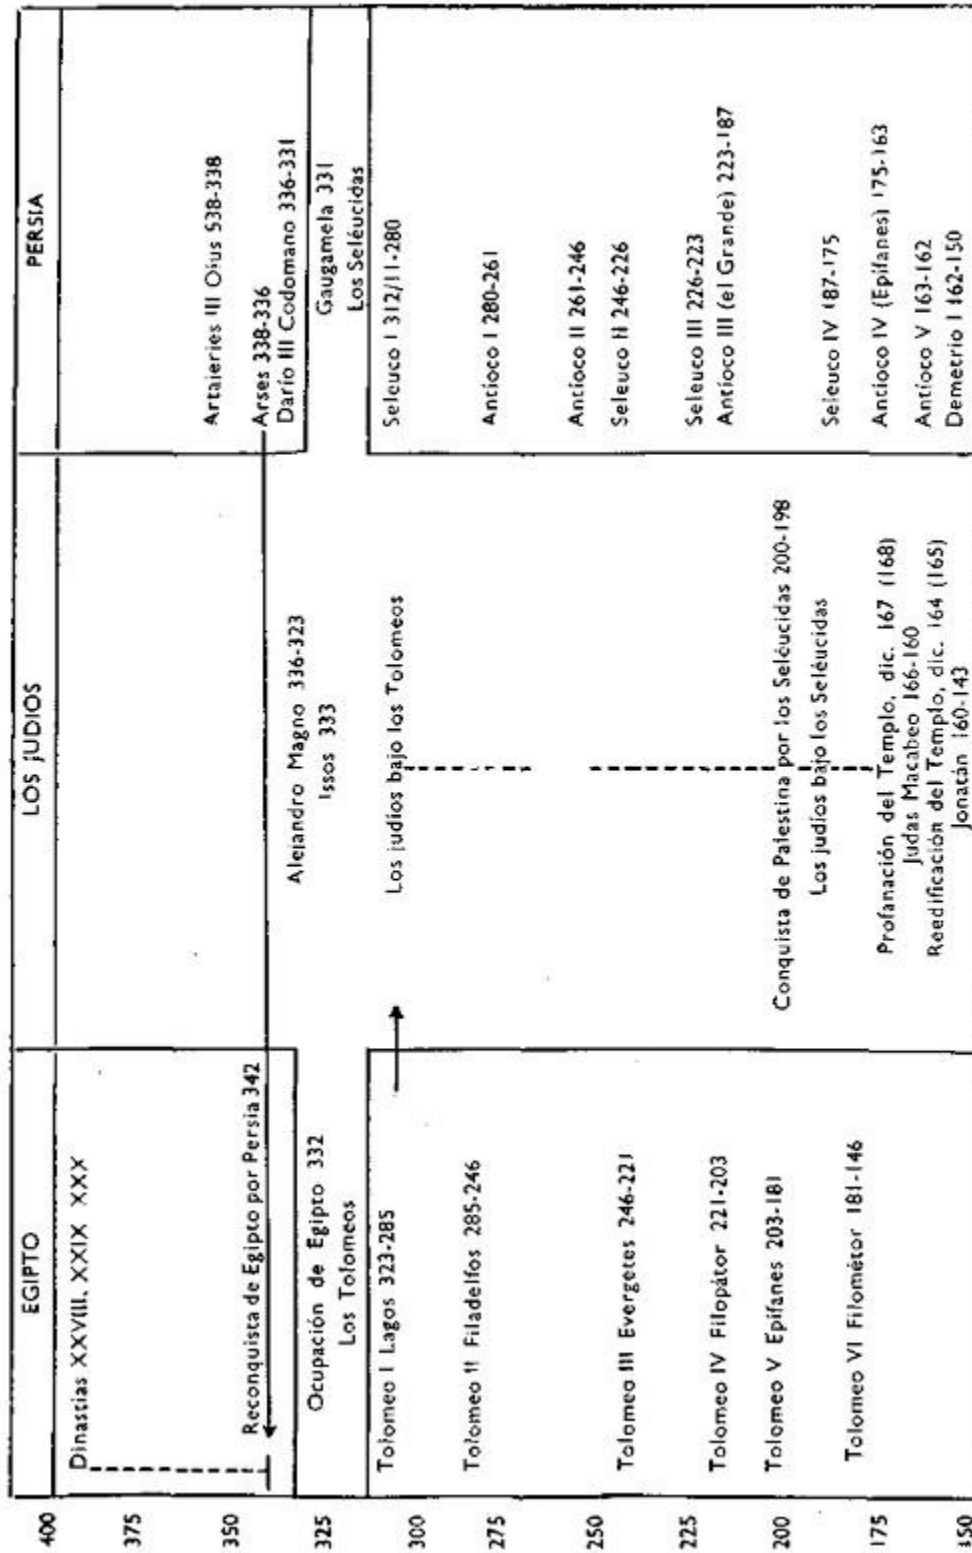 EGIPTO
LOS JUDIOS
PERSIA
400
375
350
325
300
275
250
225
200
175
150
Dinastias XXVIII, XXIX XXX
Reconquista de Egipto por Persia 342
Ocupación de Egipto 332
Los Tolomeos
Tolomeo I Lagos 323-285
Tolomeo II Filadelfos 285-246
Tolomeo III Evergetes 246-221
Tolomeo IV Filopátor 221-203
Tolomeo V Epifanes 203-181
Tolomeo VI Filométor 181-146
Alejandro Magno 336-323
Issos 333
Los judios bajo los Tolomeos
Conquista de Palestina por los Seléucidas 200-198
Los judios bajo los Seléucidas
Profanación del Templo, dic. 167 (168)
Judas Macabeo 166-160
Reedificación del Templo, dic. 164 (165)
Jonatán 160-143
Artaieries III Oius 538-338
Arses 338-336
Darío III Codomano 336-331
Gaugamela 331
Los Seléucidas
Seleuco I 312/11-280
Antíoco I 280-261
Antíoco II 261-246
Seleuco II 246-226
Seleuco III 226-223
Antíoco III (el Grande) 223-187
Seleuco IV 187-175
Antíoco IV (Epífanes) 175-163
Antíoco V 163-162
Demetrio I 162-150